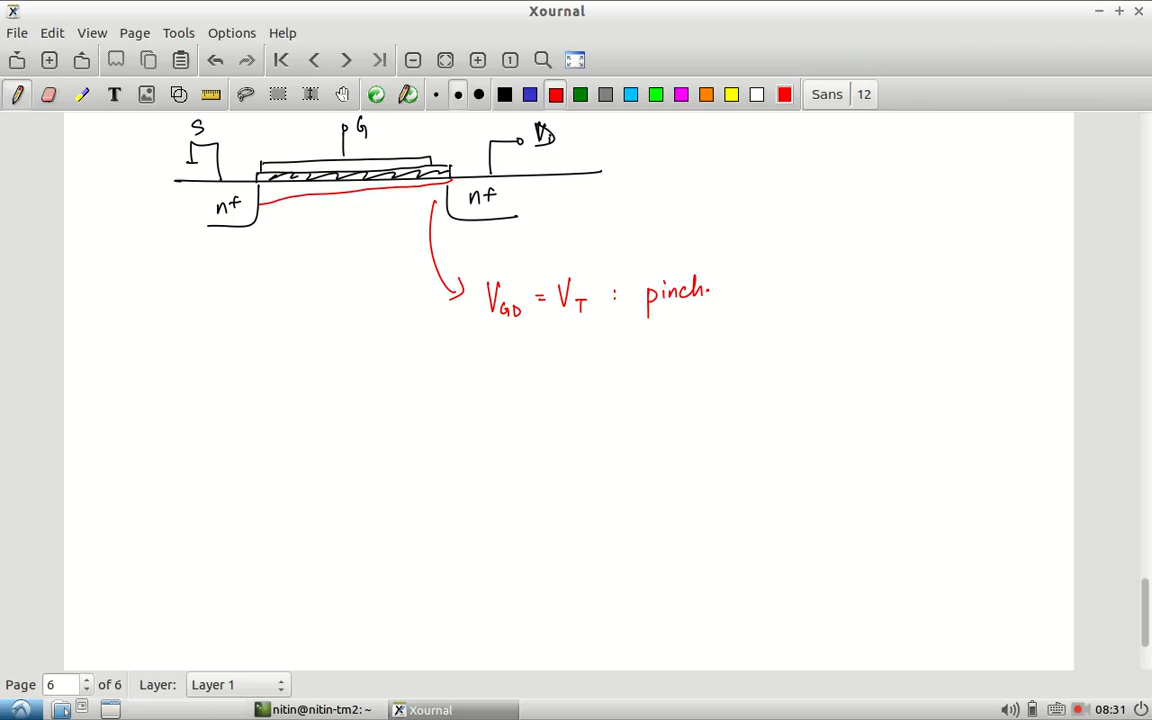 Xournal
File Edit View Page Tools Options Help
Sans 12
S G V_D
n+ n+
V_GD = V_T : pinch.
Page 6 of 6 Layer: Layer 1
nitin@nitin-tm2: ~ Xournal 08:31